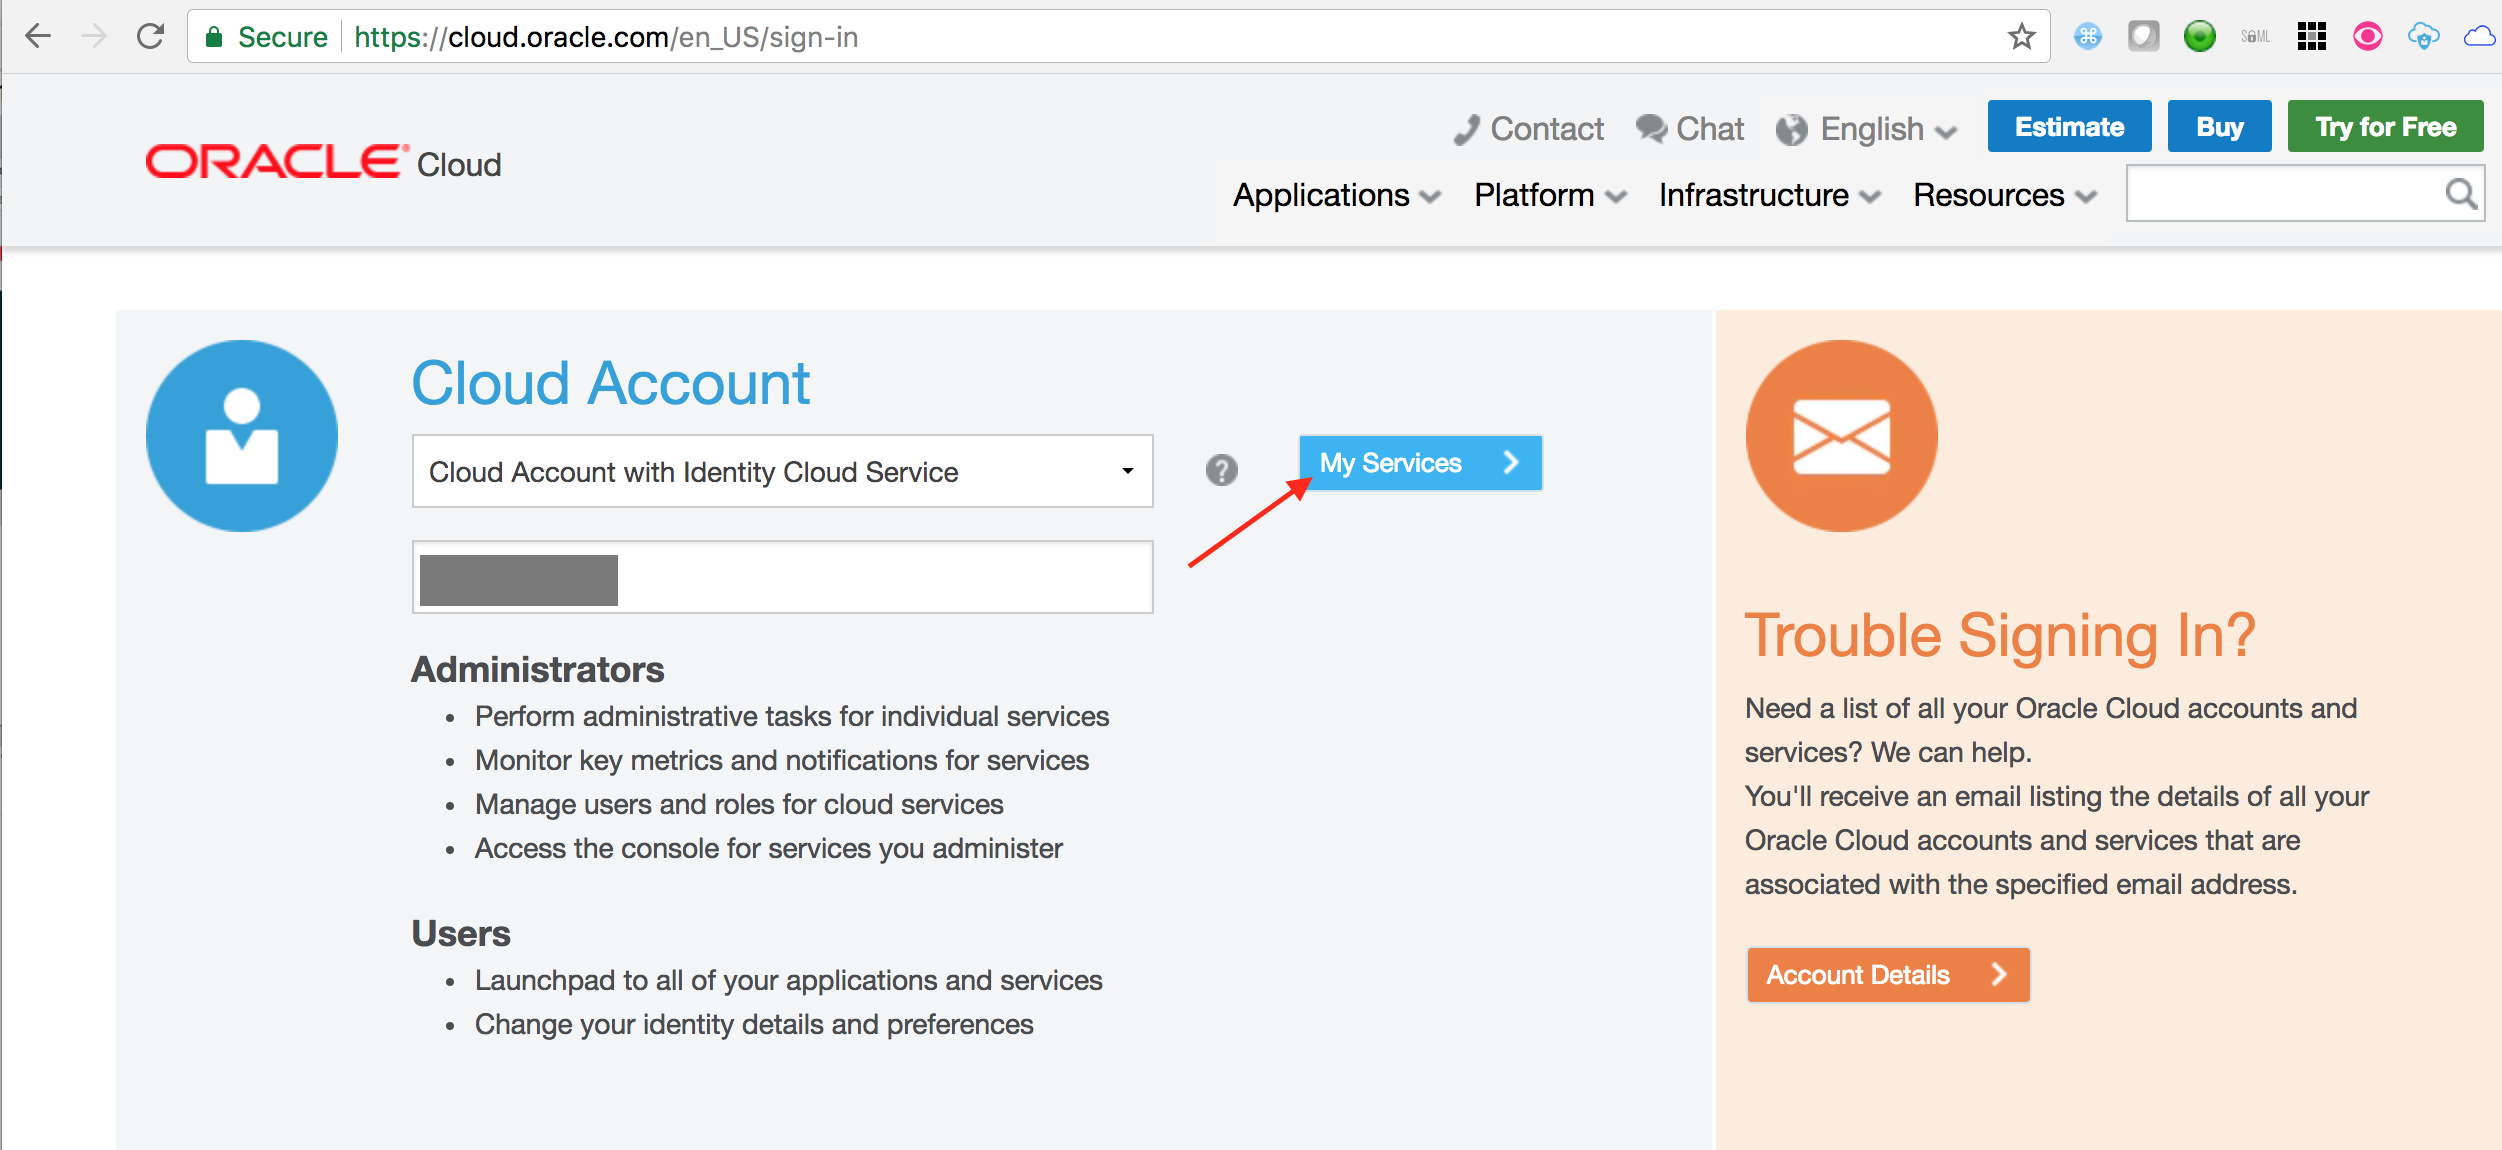 Secure https://cloud.oracle.com/en_US/sign-in
SAML
Contact Chat English Estimate Buy Try for Free
ORACLE® Cloud
Applications Platform Infrastructure Resources
Cloud Account
Cloud Account with Identity Cloud Service
? My Services
Administrators
• Perform administrative tasks for individual services
• Monitor key metrics and notifications for services
• Manage users and roles for cloud services
• Access the console for services you administer
Users
• Launchpad to all of your applications and services
• Change your identity details and preferences
Trouble Signing In?
Need a list of all your Oracle Cloud accounts and
services? We can help.
You'll receive an email listing the details of all your
Oracle Cloud accounts and services that are
associated with the specified email address.
Account Details